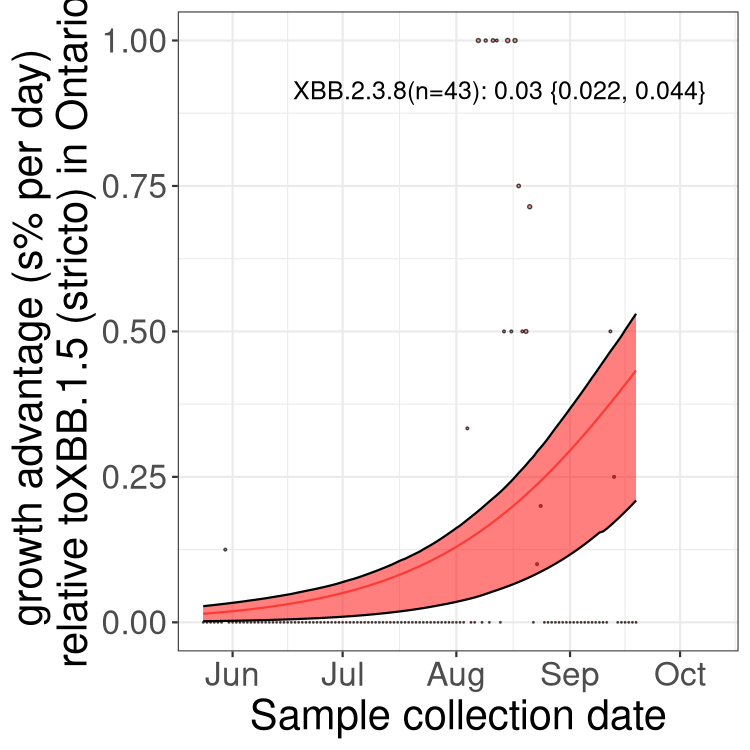 growth advantage (s% per day)
relative toXBB.1.5 (stricto) in Ontario
1.00
0.75
0.50
0.25
0.00
XBB.2.3.8(n=43): 0.03 {0.022, 0.044}
Jun Jul Aug Sep Oct
Sample collection date